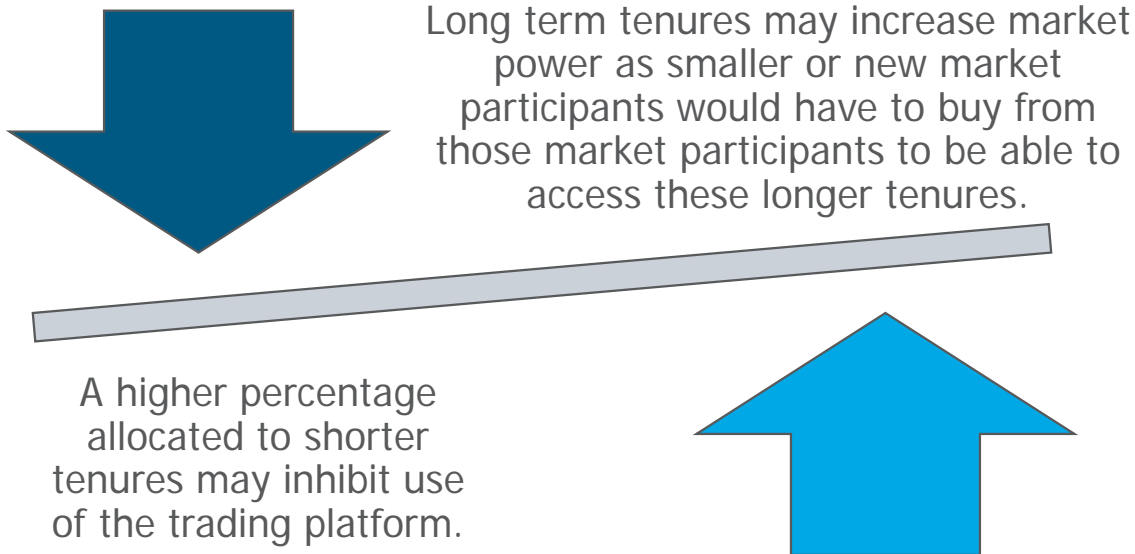 Long term tenures may increase market
power as smaller or new market
participants would have to buy from
those market participants to be able to
access these longer tenures.
A higher percentage
allocated to shorter
tenures may inhibit use
of the trading platform.